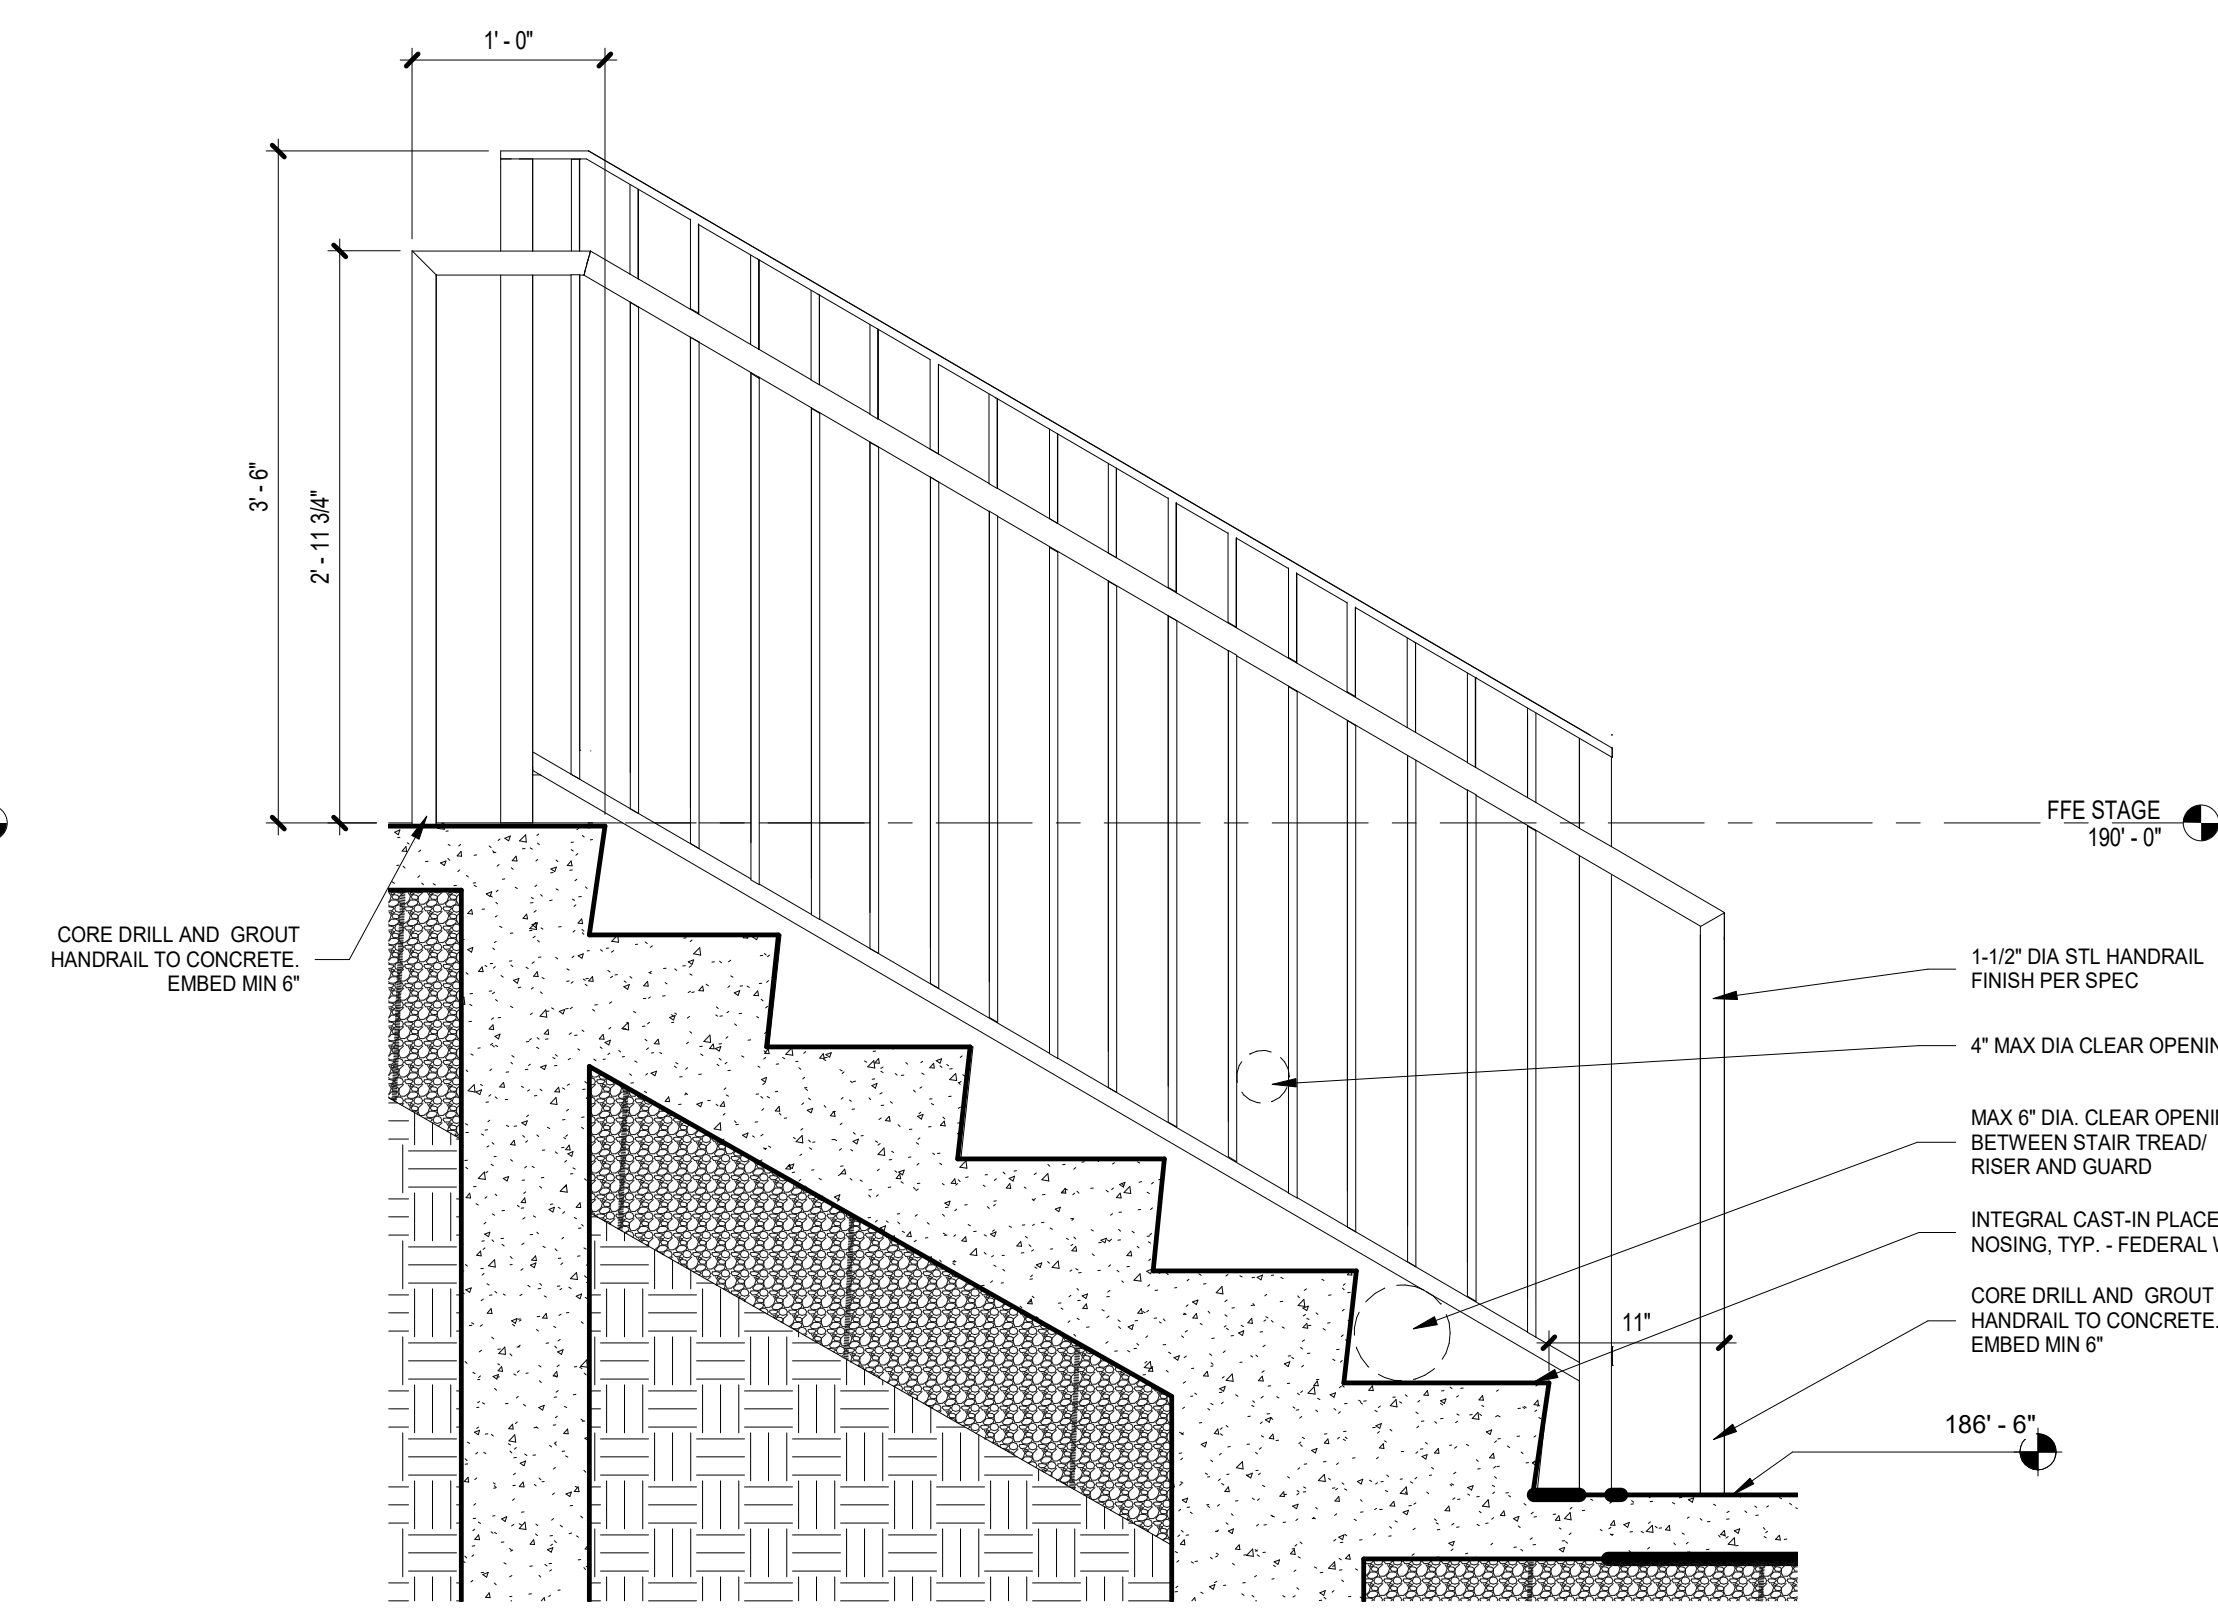 1' - 0"
3' - 6"
2' - 11 3/4"
FFE STAGE
190' - 0"
CORE DRILL AND GROUT
HANDRAIL TO CONCRETE.
EMBED MIN 6"
1-1/2" DIA STL HANDRAIL
FINISH PER SPEC
4" MAX DIA CLEAR
MAX 6" DIA. CLEAR
BETWEEN STAIR TREAD/
RISER AND GUARD
INTEGRAL CAST-IN PLACE
NOSING, TYP. - FEDERAL
CORE DRILL AND GROUT
HANDRAIL TO CONCRETE.
EMBED MIN 6"
11"
186' - 6"